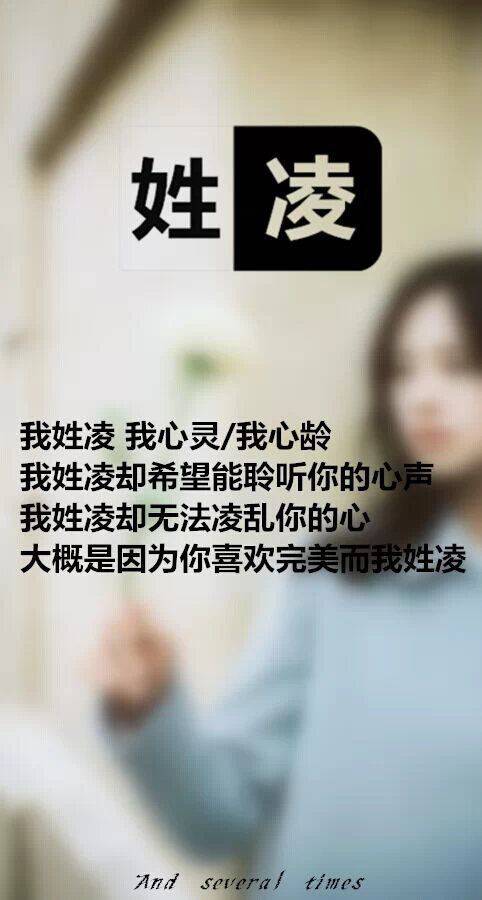 姓凌
我姓凌 我心灵/我心龄
我姓凌却希望能聆听你的心声
我姓凌却无法凌乱你的心
大概是因为你喜欢完美而我姓凌
And several times